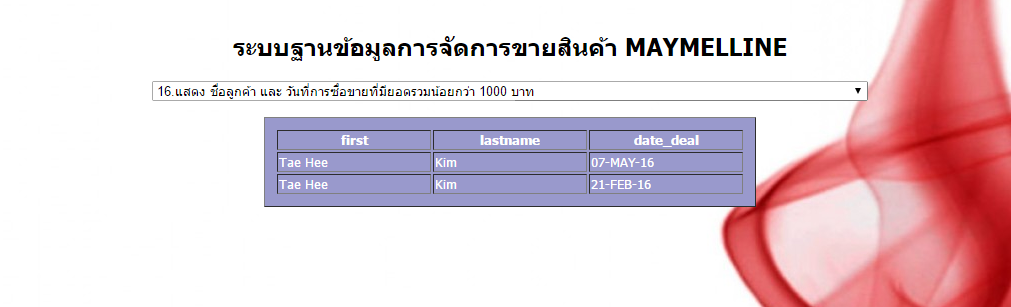 ระบบฐานข้อมูลการจัดการขายสินค้า MAYMELLINE
16.แสดง ชื่อลูกค้า และ วันที่การซื้อขายที่มียอดรวมน้อยกว่า 1000 บาท
first lastname date_deal
Tae Hee Kim 07-MAY-16
Tae Hee Kim 21-FEB-16